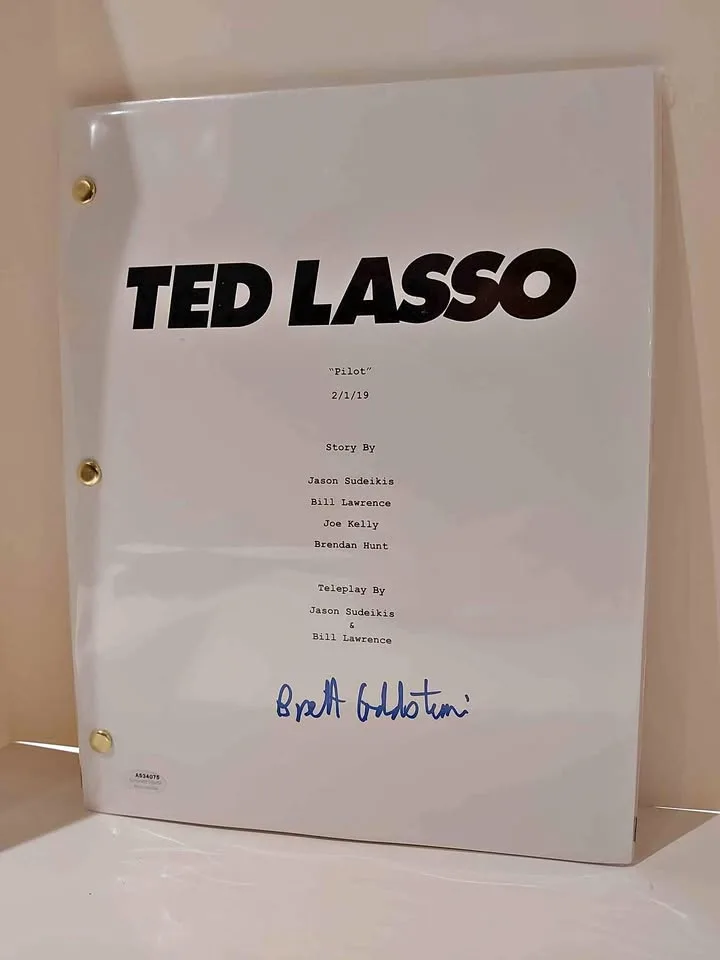 TED LASSO
"Pilot"
2/1/19
Story By
Jason Sudeikis
Bill Lawrence
Joe Kelly
Brendan Hunt
Teleplay By
Jason Sudeikis
&
Bill Lawrence
Brett Goldstein
AS34075